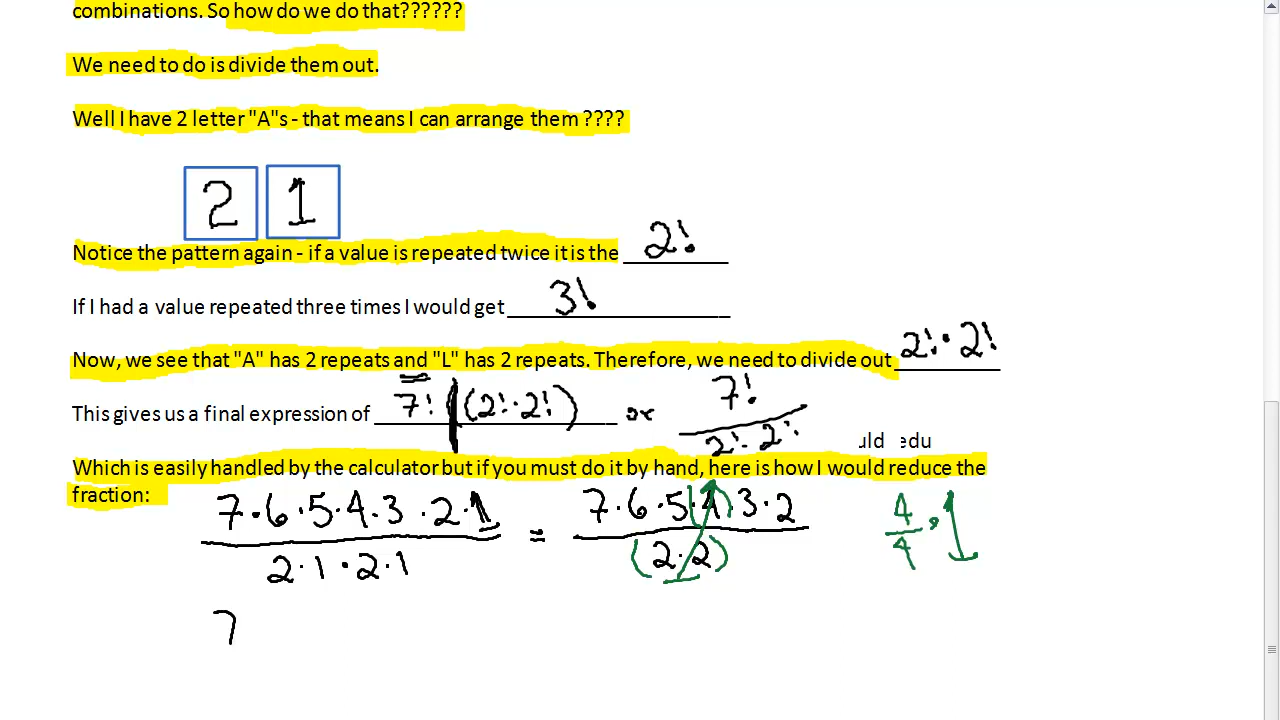 combinations. So how do we do that??????
We need to do is divide them out.
Well I have 2 letter "A"s - that means I can arrange them ????
2 1
Notice the pattern again - if a value is repeated twice it is the 2!
If I had a value repeated three times I would get 3!
Now, we see that "A" has 2 repeats and "L" has 2 repeats. Therefore, we need to divide out 2! · 2!
This gives us a final expression of 7! / (2! · 2!) or 7!
2! · 2!
edu
Which is easily handled by the calculator but if you must do it by hand, here is how I would reduce the
fraction:
7 · 6 · 5 · 4 · 3 · 2 · 1 = 7 · 6 · 5 (· 4) 3 · 2 4
2 · 1 · 2 · 1 (2 · 2) 4 · 1
7